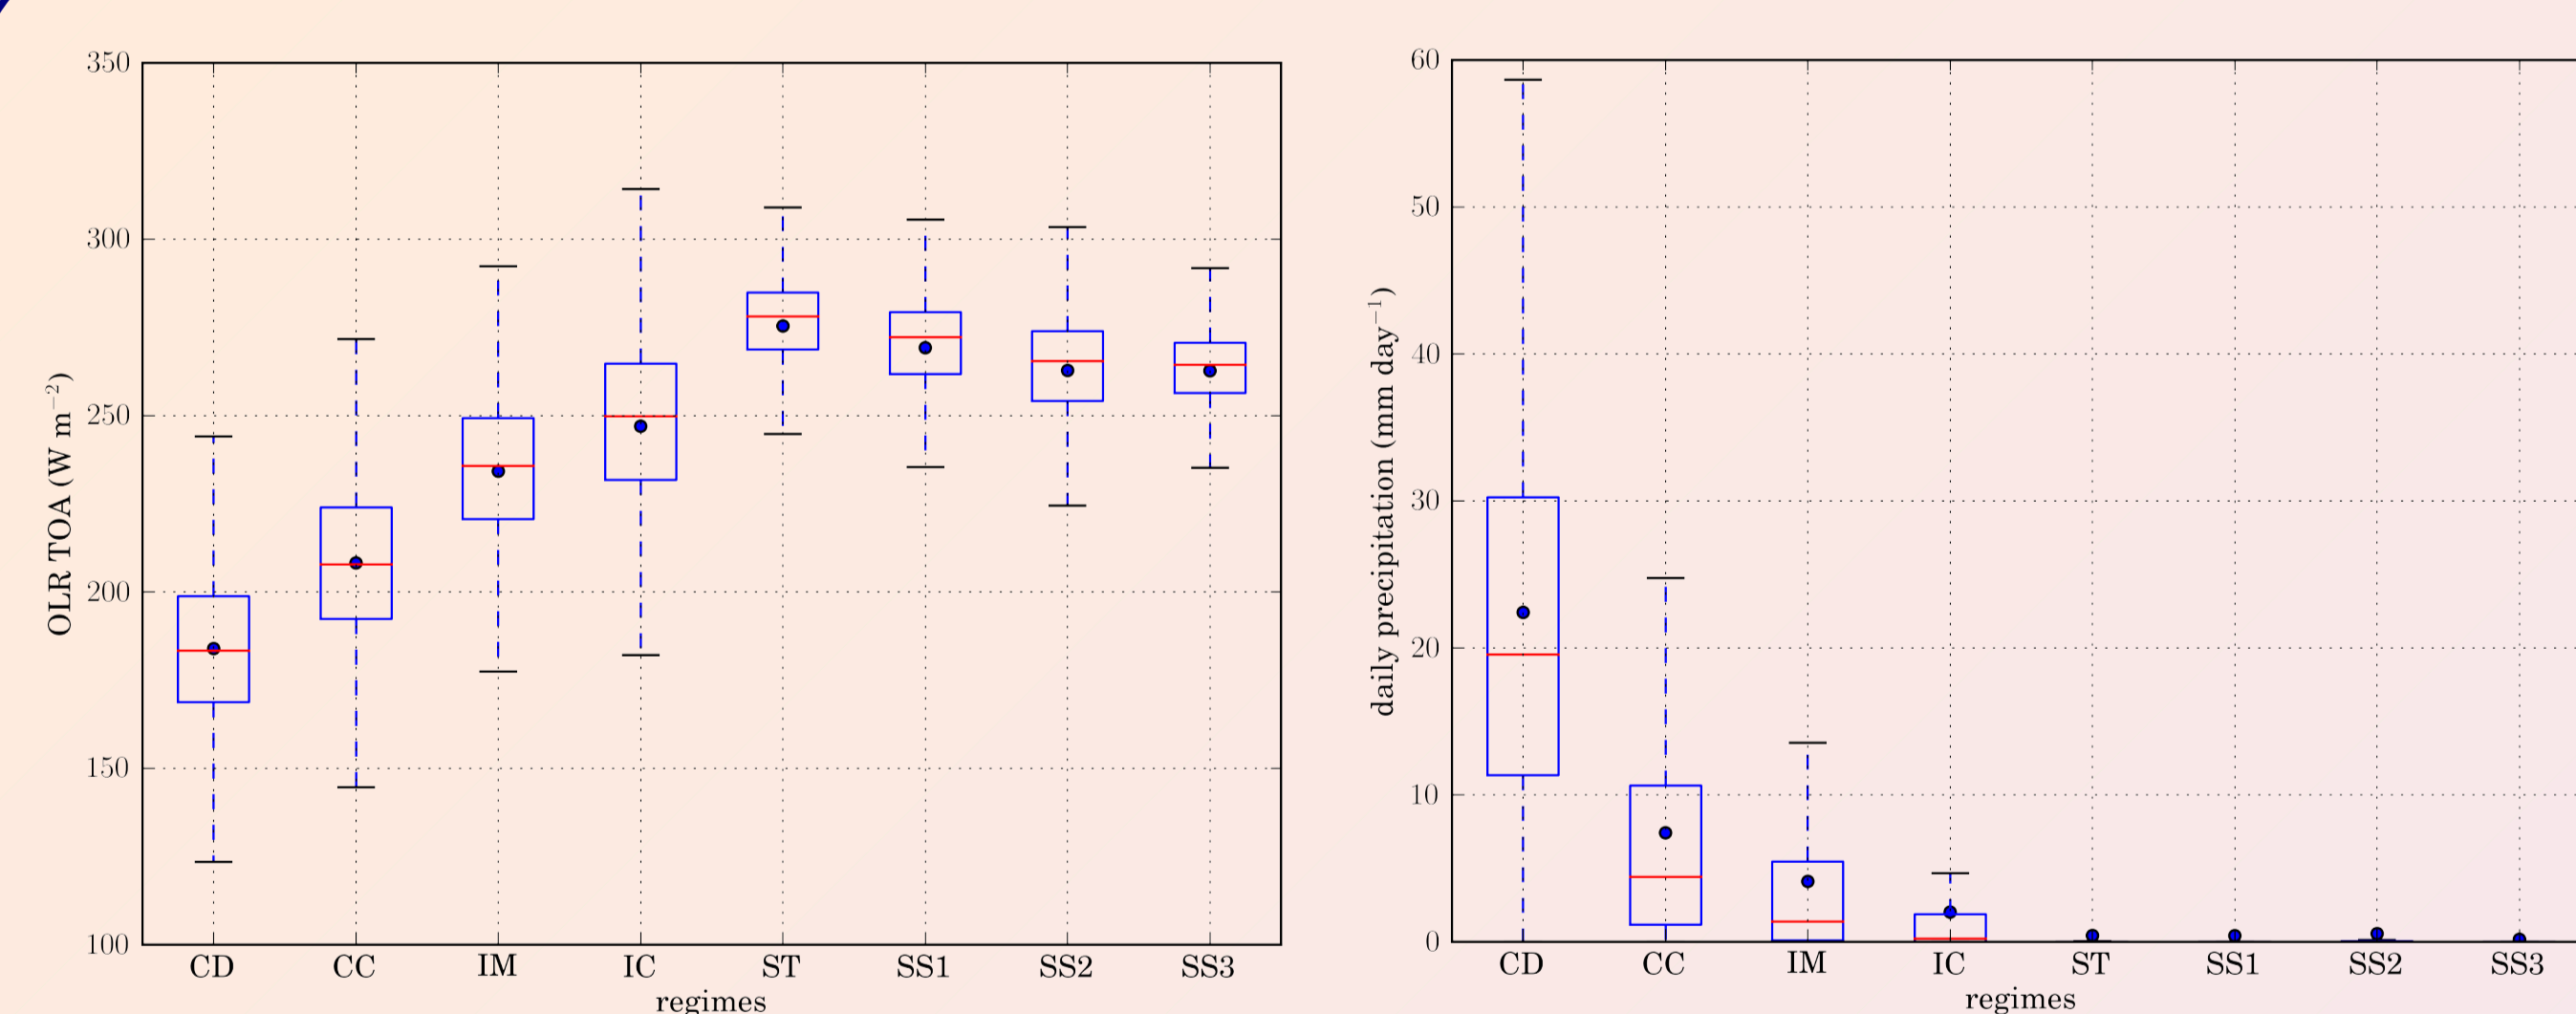 350
300
250
200
150
100
OLR TOA (W m⁻²)
CD CC IM IC ST SS1 SS2 SS3
regimes
60
50
40
30
20
10
0
daily precipitation (mm day⁻¹)
CD CC IM IC ST SS1 SS2 SS3
regimes